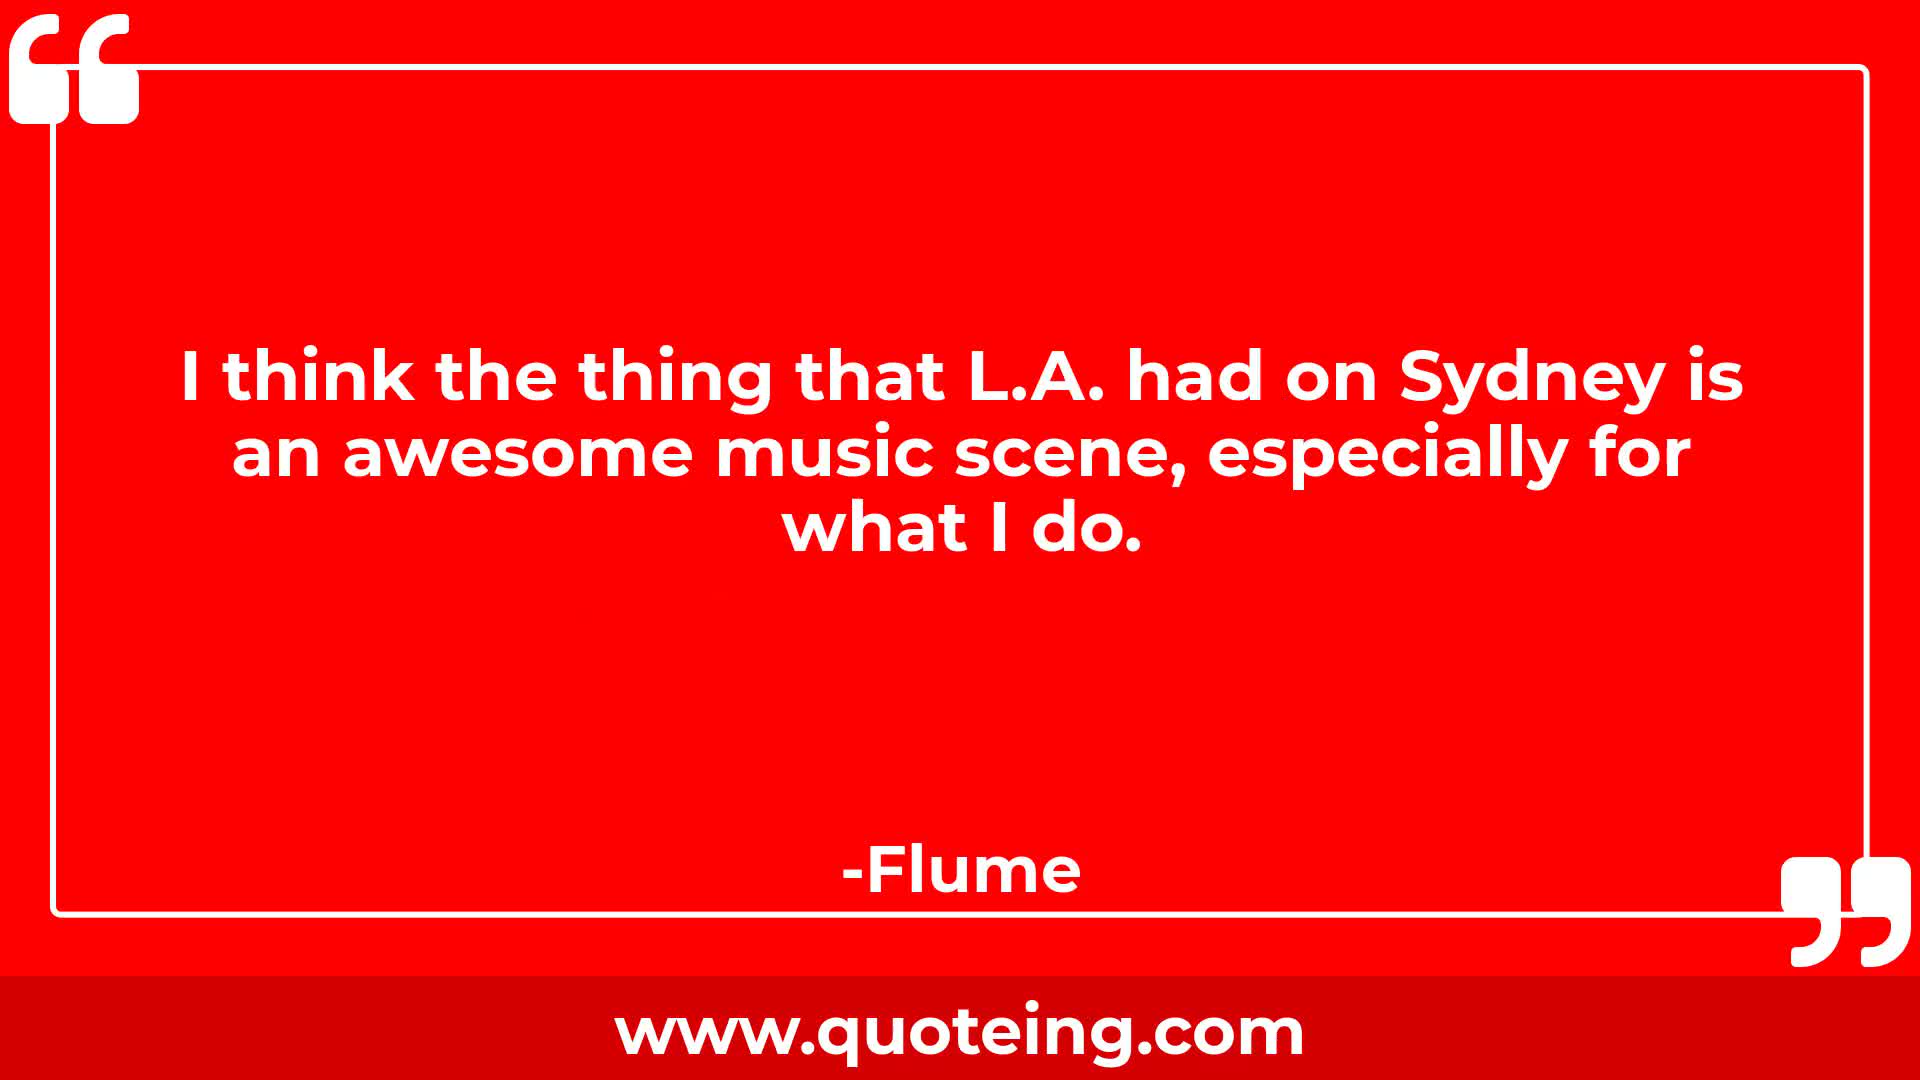 I think the thing that L.A. had on Sydney is
an awesome music scene, especially for
what I do.
-Flume
www.quoteing.com